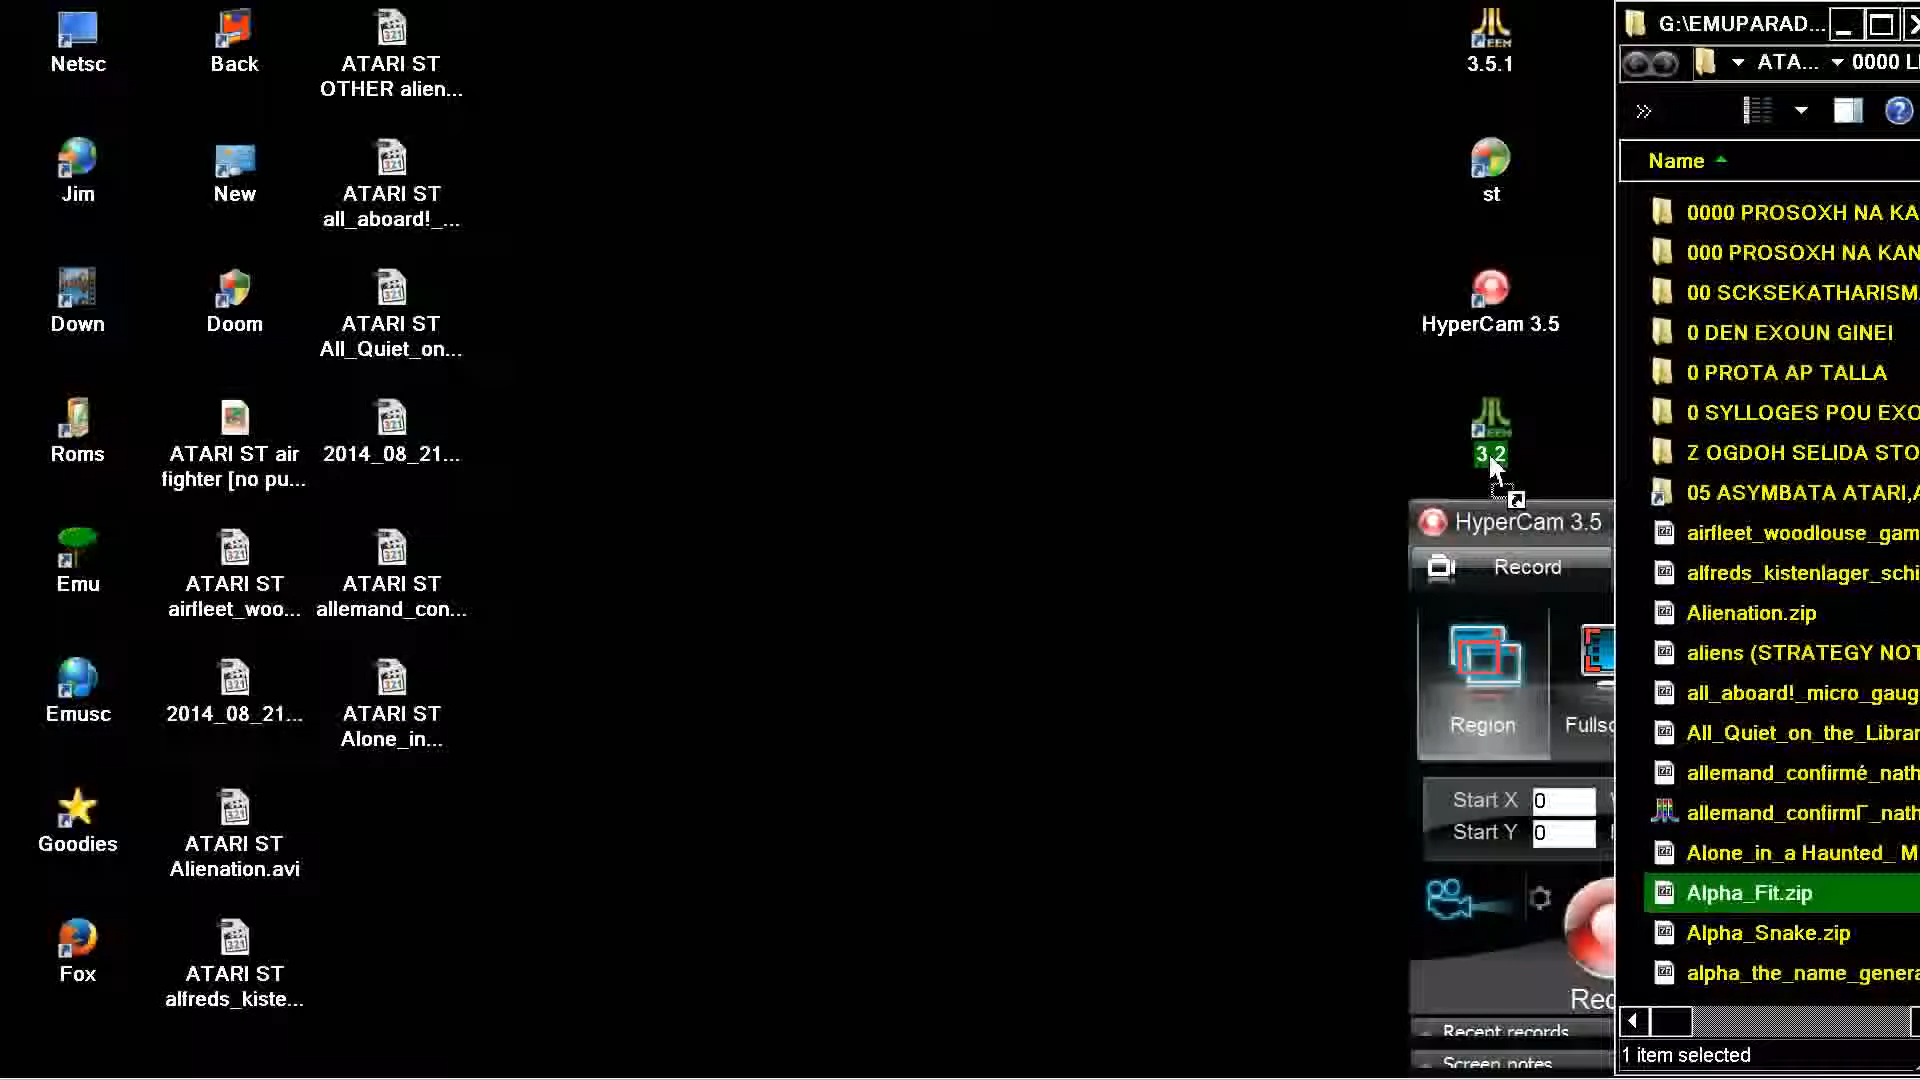 Netsc
Jim
Down
Roms
Emu
Emusc
Goodies
Fox
Back
New
Doom
ATARI ST air
fighter [no pu...
ATARI ST
airfleet_woo...
2014_08_21...
ATARI ST
Alienation.avi
ATARI ST
alfreds_kiste...
ATARI ST
OTHER alien...
ATARI ST
all_aboard!_...
ATARI ST
All_Quiet_on...
2014_08_21...
ATARI ST
allemand_con...
ATARI ST
Alone_in...
3.5.1
st
HyperCam 3.5
3.2
HyperCam 3.5
Record
Region
Fullsc
Start X 0
Start Y 0
Rec
Recent records
Screen notes
G:\EMUPARAD...
ATA... 0000 LI
Name
0000 PROSOXH NA KA
000 PROSOXH NA KAN
00 SCKSEKATHARISMA
0 DEN EXOUN GINEI
0 PROTA AP TALLA
0 SYLLOGES POU EXO
Z OGDOH SELIDA STO
05 ASYMBATA ATARI,A
airfleet_woodlouse_gam
alfreds_kistenlager_schi
Alienation.zip
aliens (STRATEGY NOT
all_aboard!_micro_gaug
All_Quiet_on_the_Librar
allemand_confirmé_nath
allemand_confirmΓ_nath
Alone_in_a Haunted_ M
Alpha_Fit.zip
Alpha_Snake.zip
alpha_the_name_genera
1 item selected